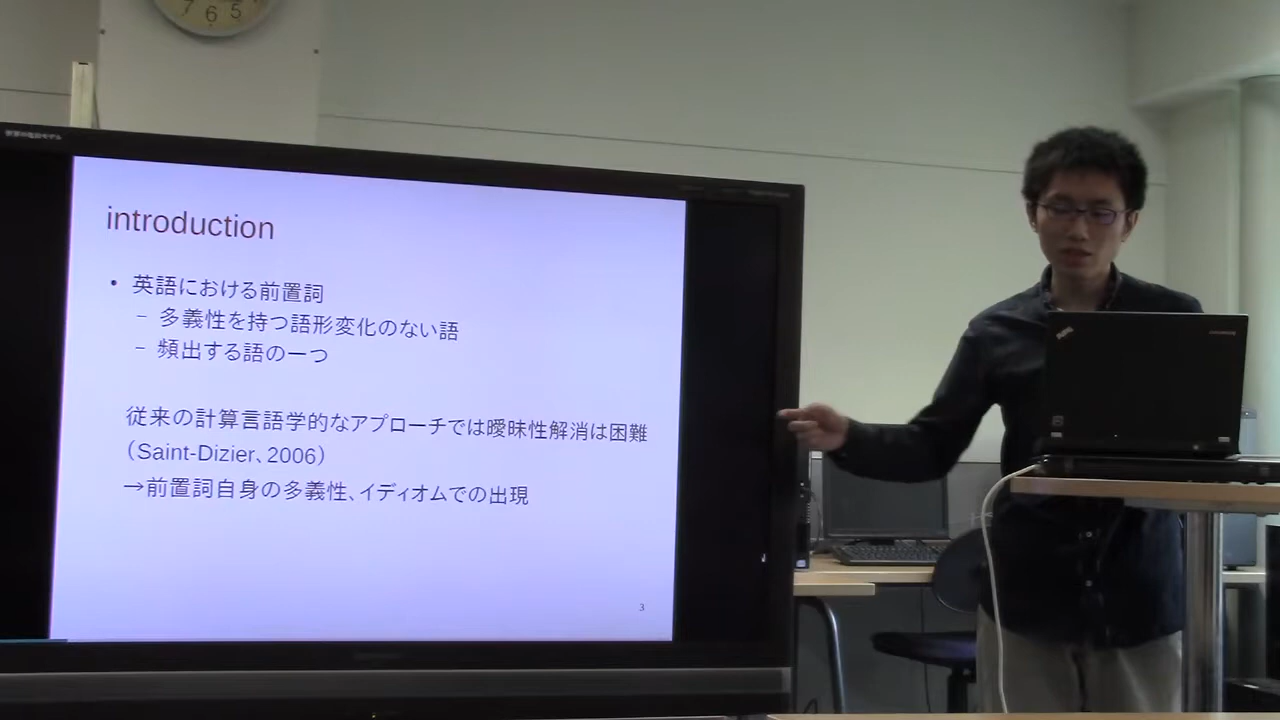 7 6 5
introduction
• 英語における前置詞
– 多義性を持つ語形変化のない語
– 頻出する語の一つ
従来の計算言語学的なアプローチでは曖昧性解消は困難
（Saint-Dizier、2006）
→前置詞自身の多義性、イディオムでの出現
3